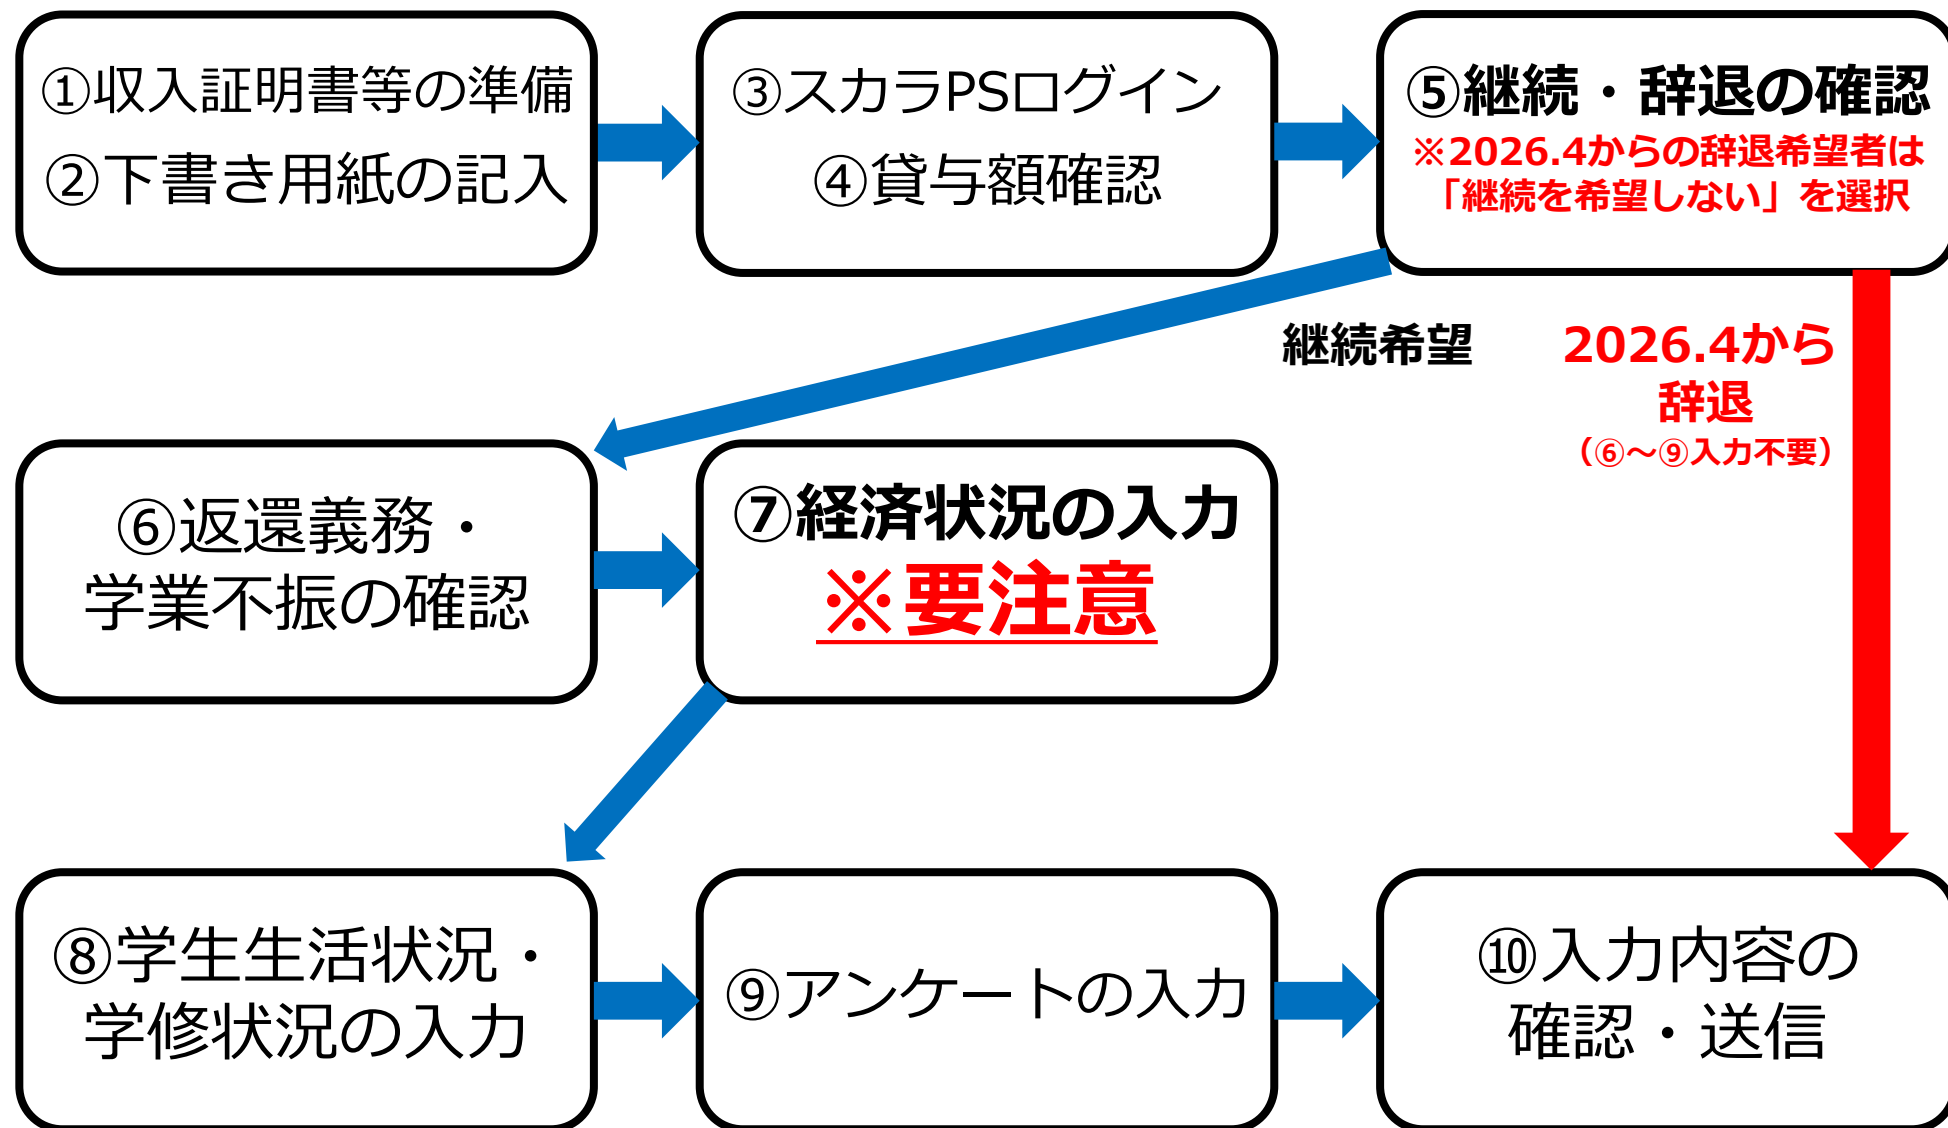 ①収入証明書等の準備
②下書き用紙の記入
③スカラPSログイン
④貸与額確認
⑤継続・辞退の確認
※2026.4からの辞退希望者は
「継続を希望しない」を選択
継続希望
2026.4から
辞退
（⑥～⑨入力不要）
⑥返還義務・
学業不振の確認
⑦経済状況の入力
※要注意
⑧学生生活状況・
学修状況の入力
⑨アンケートの入力
⑩入力内容の
確認・送信